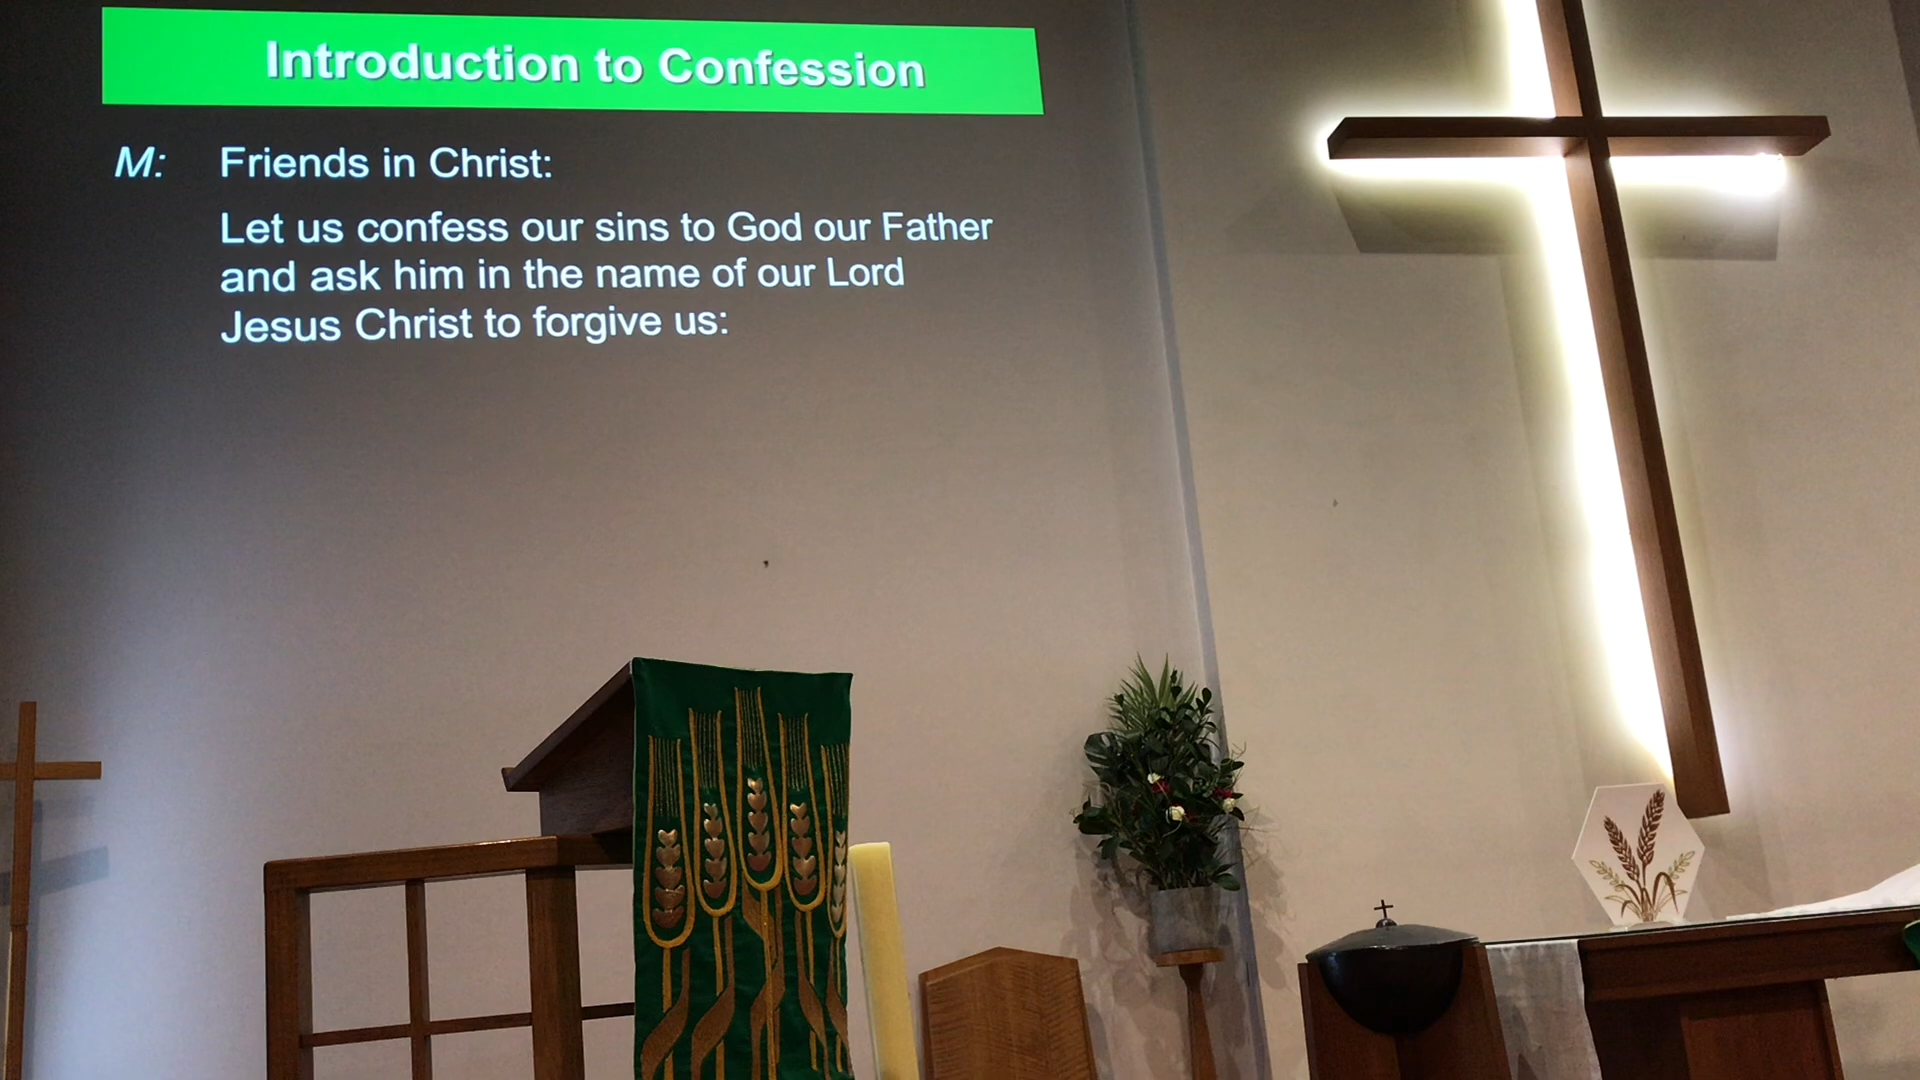 Introduction to Confession
M: Friends in Christ:
Let us confess our sins to God our Father
and ask him in the name of our Lord
Jesus Christ to forgive us: